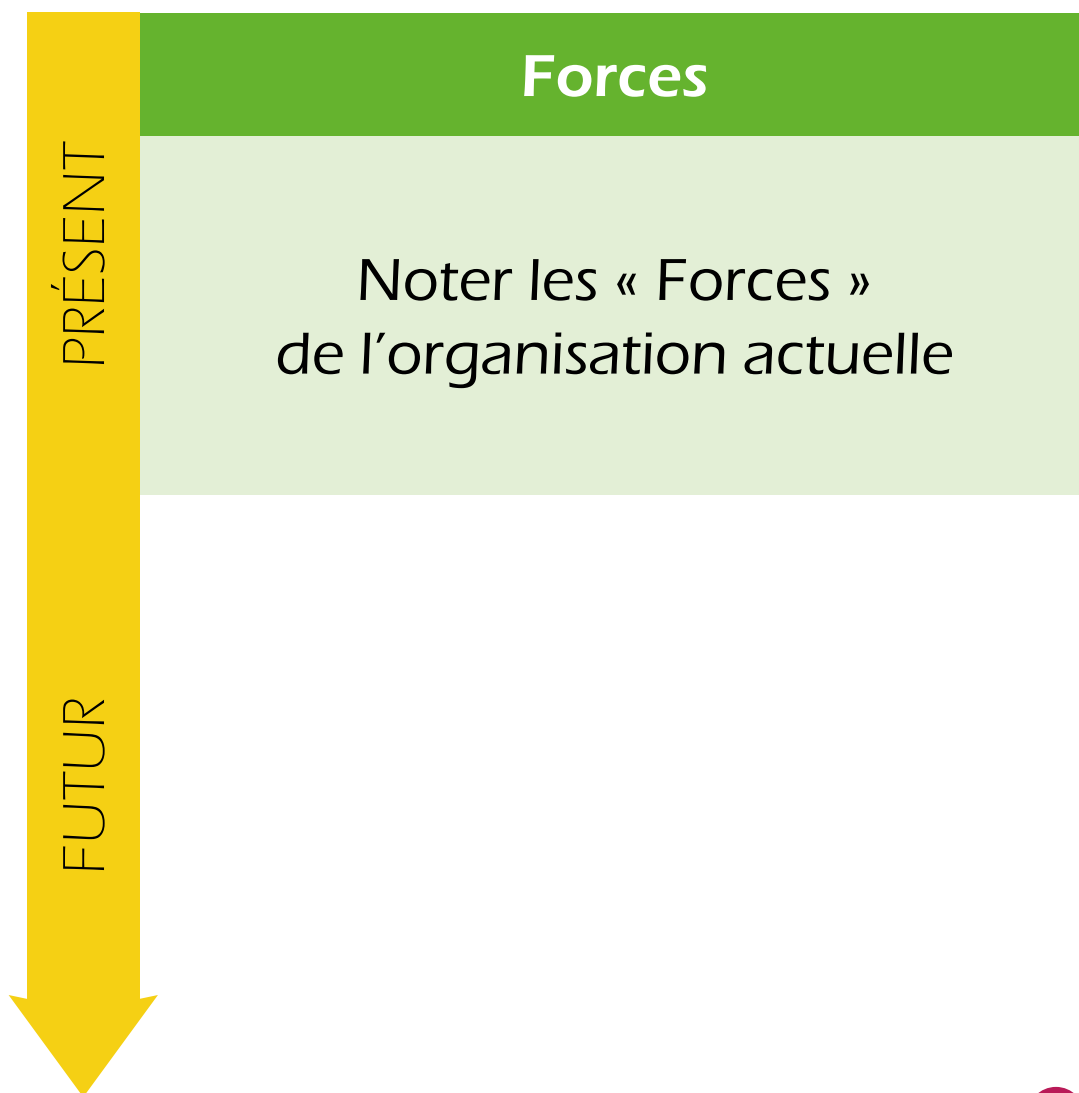 Forces
PRÉSENT
Noter les « Forces »
de l’organisation actuelle
FUTUR